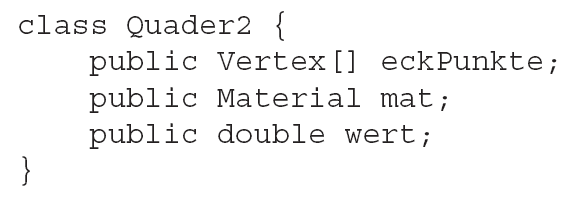 class Quader2 {
    public Vertex[] eckPunkte;
    public Material mat;
    public double wert;
}